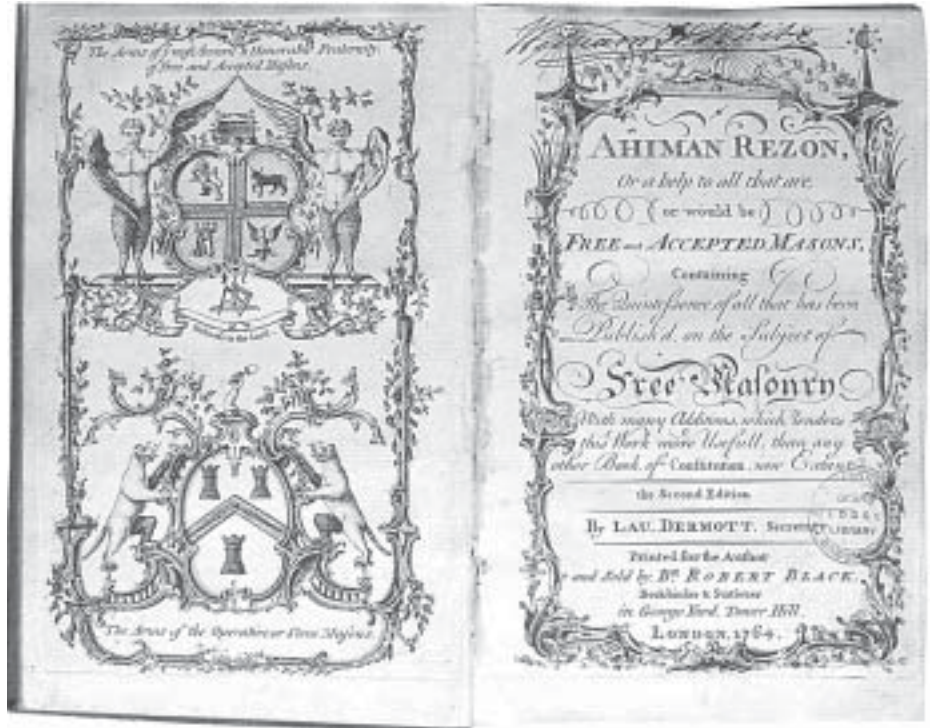 The Arms of ye most Ancient & Honorable Fraternity,
of Free and Accepted Masons.
The Arms of the Operative or Stone Masons.
AHIMAN REZON,
Or a help to all that are,
(or would be)
FREE and ACCEPTED MASONS,
Containing
The Quintessence of all that has been
Publish'd on the Subject of
Free Masonry
With many Additions, which renders
this Work more Usefull, than any
other Book of Constitution, now Extant.
the Second Edition
By LAU. DERMOTT. Secretary.
Printed for the Author
and sold by Br. ROBERT BLACK,
Bookbinder & Stationer
in George Yard, Tower Hill.
LONDON, 1764.
LIBRARY